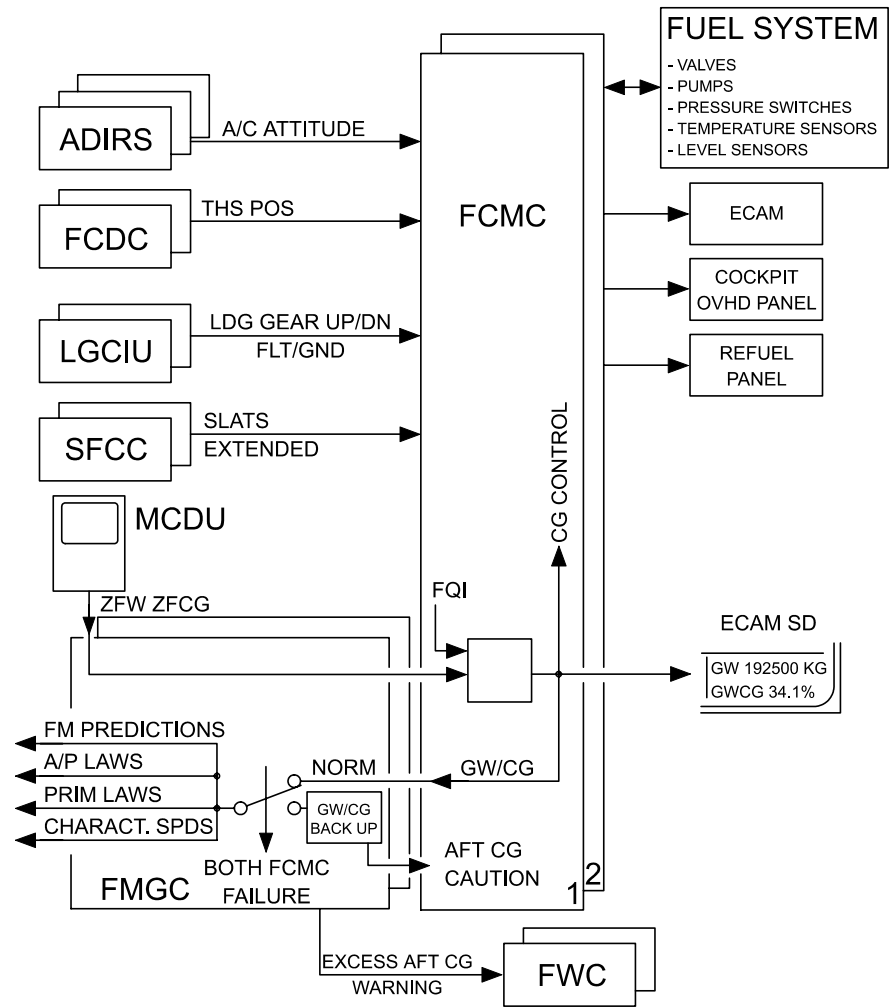 FUEL SYSTEM
- VALVES
- PUMPS
- PRESSURE SWITCHES
- TEMPERATURE SENSORS
- LEVEL SENSORS
ADIRS
A/C ATTITUDE
FCDC
THS POS
FCMC
ECAM
COCKPIT
OVHD PANEL
LGCIU
LDG GEAR UP/DN
FLT/GND
REFUEL
PANEL
SFCC
SLATS
EXTENDED
CG CONTROL
MCDU
ZFW ZFCG
FQI
ECAM SD
GW 192500 KG
GWCG 34.1%
FM PREDICTIONS
A/P LAWS
PRIM LAWS
CHARACT. SPDS
NORM
GW/CG
GW/CG
BACK UP
BOTH FCMC
FAILURE
FMGC
AFT CG
CAUTION
1
2
EXCESS AFT CG
WARNING
FWC